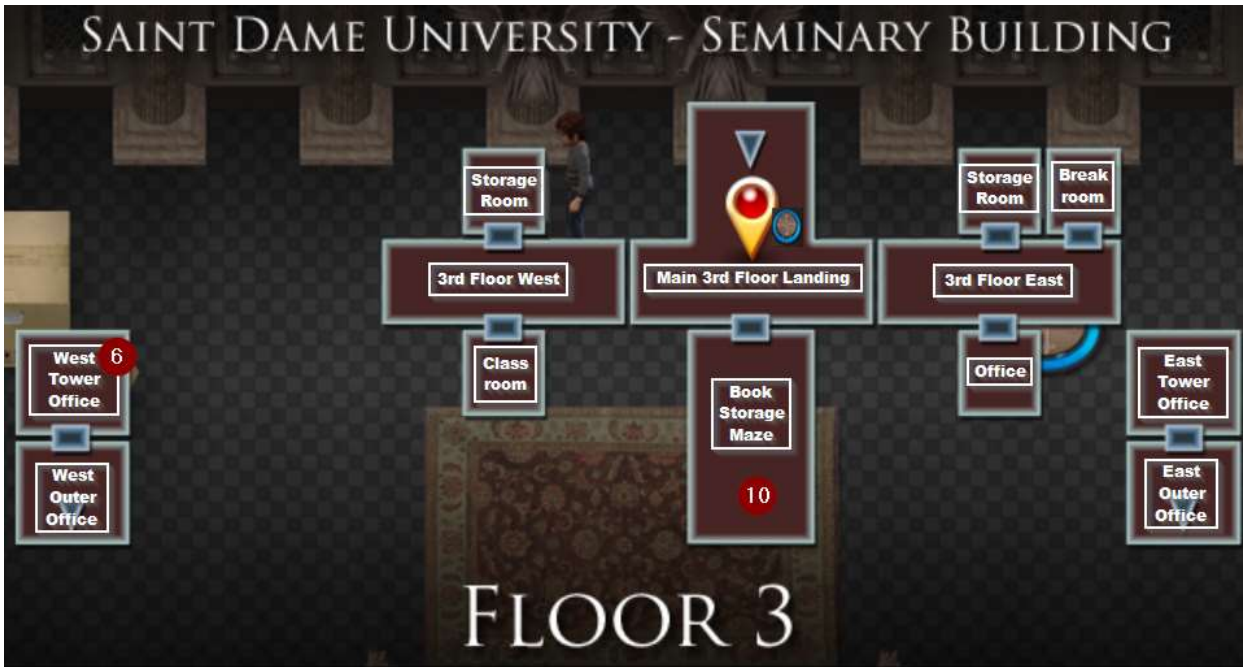 SAINT DAME UNIVERSITY - SEMINARY BUILDING
Storage
Room
Storage
Room
Break
room
3rd Floor West
Main 3rd Floor Landing
3rd Floor East
West
Tower
Office
6
Class
room
Book
Storage
Maze
Office
East
Tower
Office
West
Outer
Office
10
East
Outer
Office
FLOOR 3